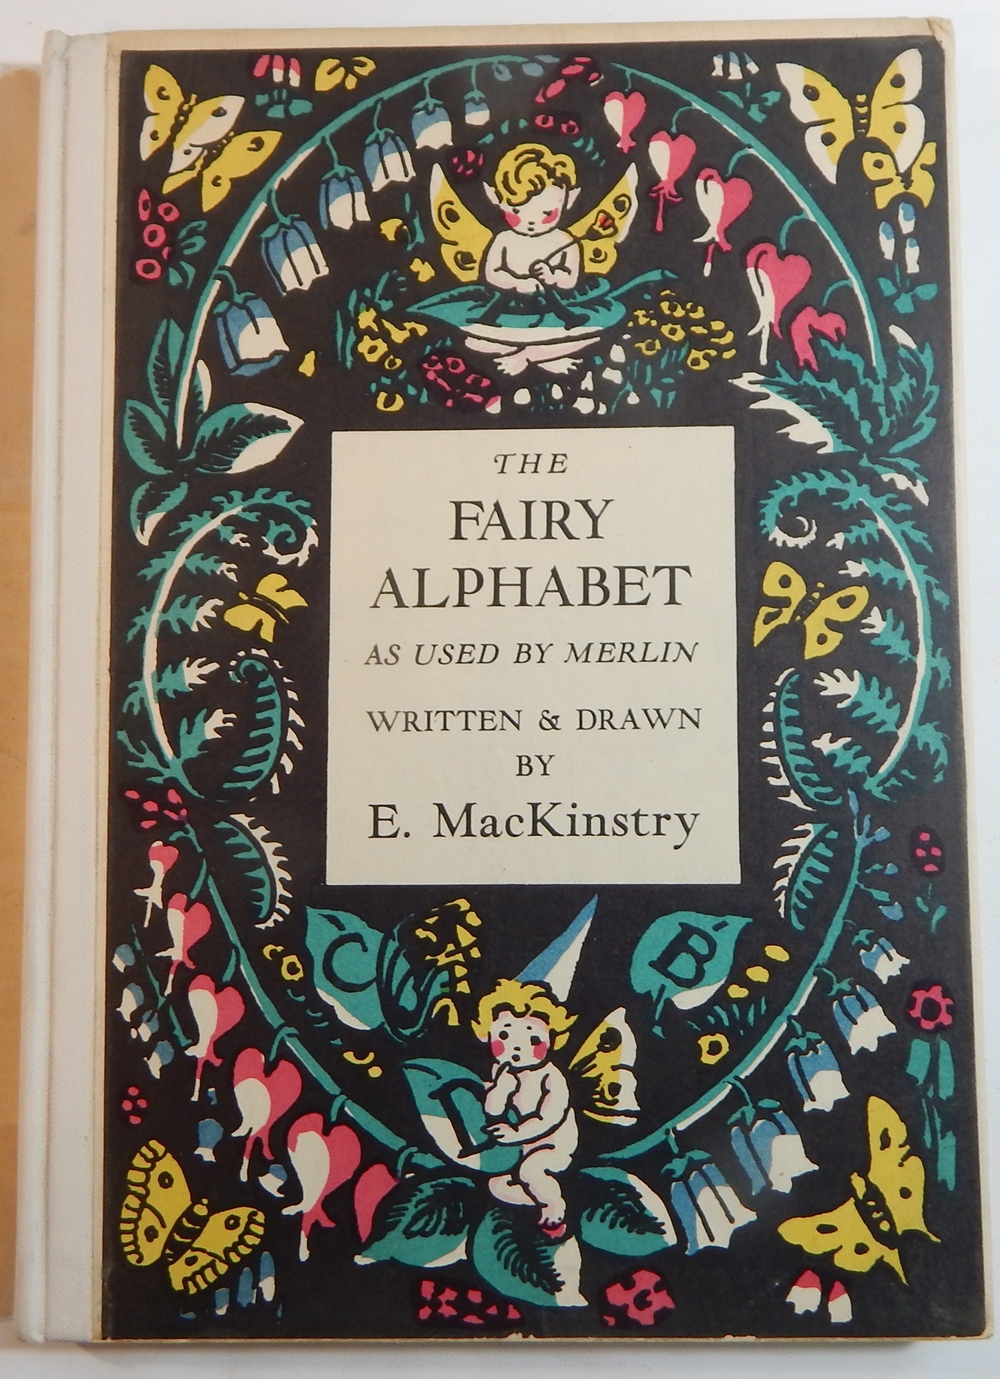 THE
FAIRY
ALPHABET
AS USED BY MERLIN
WRITTEN & DRAWN
BY
E. MacKinstry
C
B
D